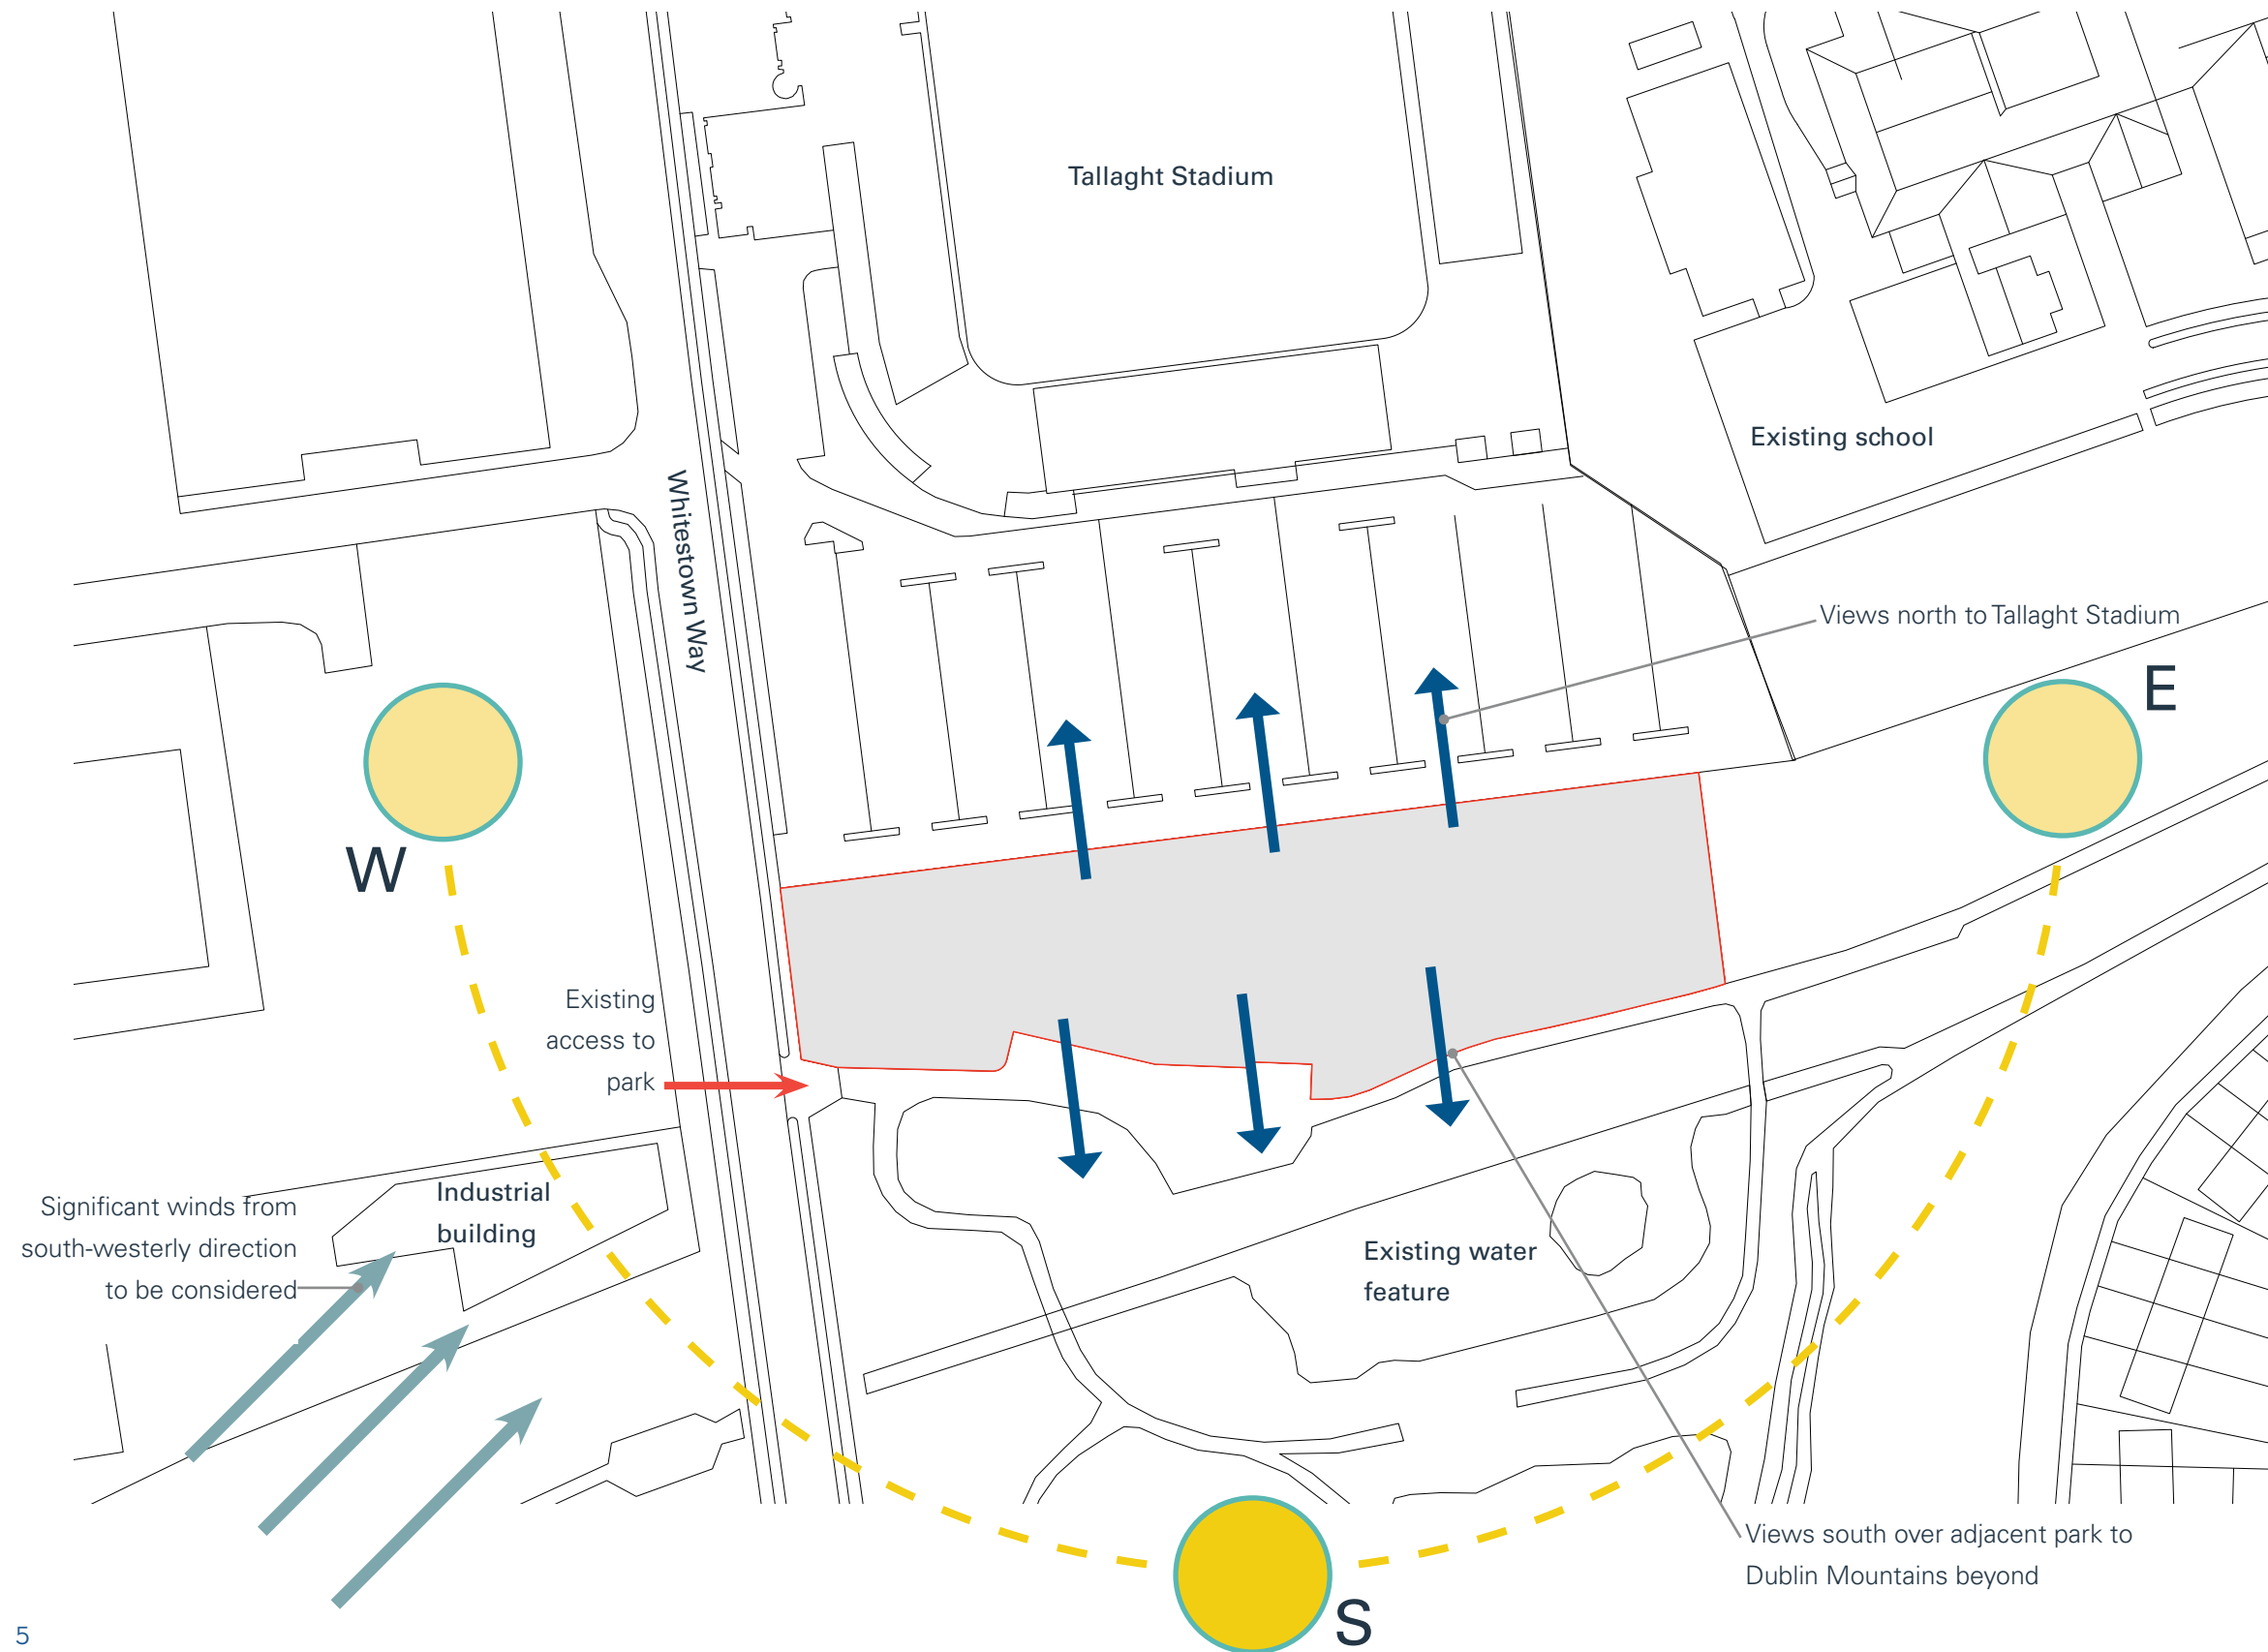 Tallaght Stadium
Existing school
Whitestown Way
Views north to Tallaght Stadium
E
W
Existing
access to
park
Industrial
building
Significant winds from
south-westerly direction
to be considered
Existing water
feature
Views south over adjacent park to
Dublin Mountains beyond
S
5